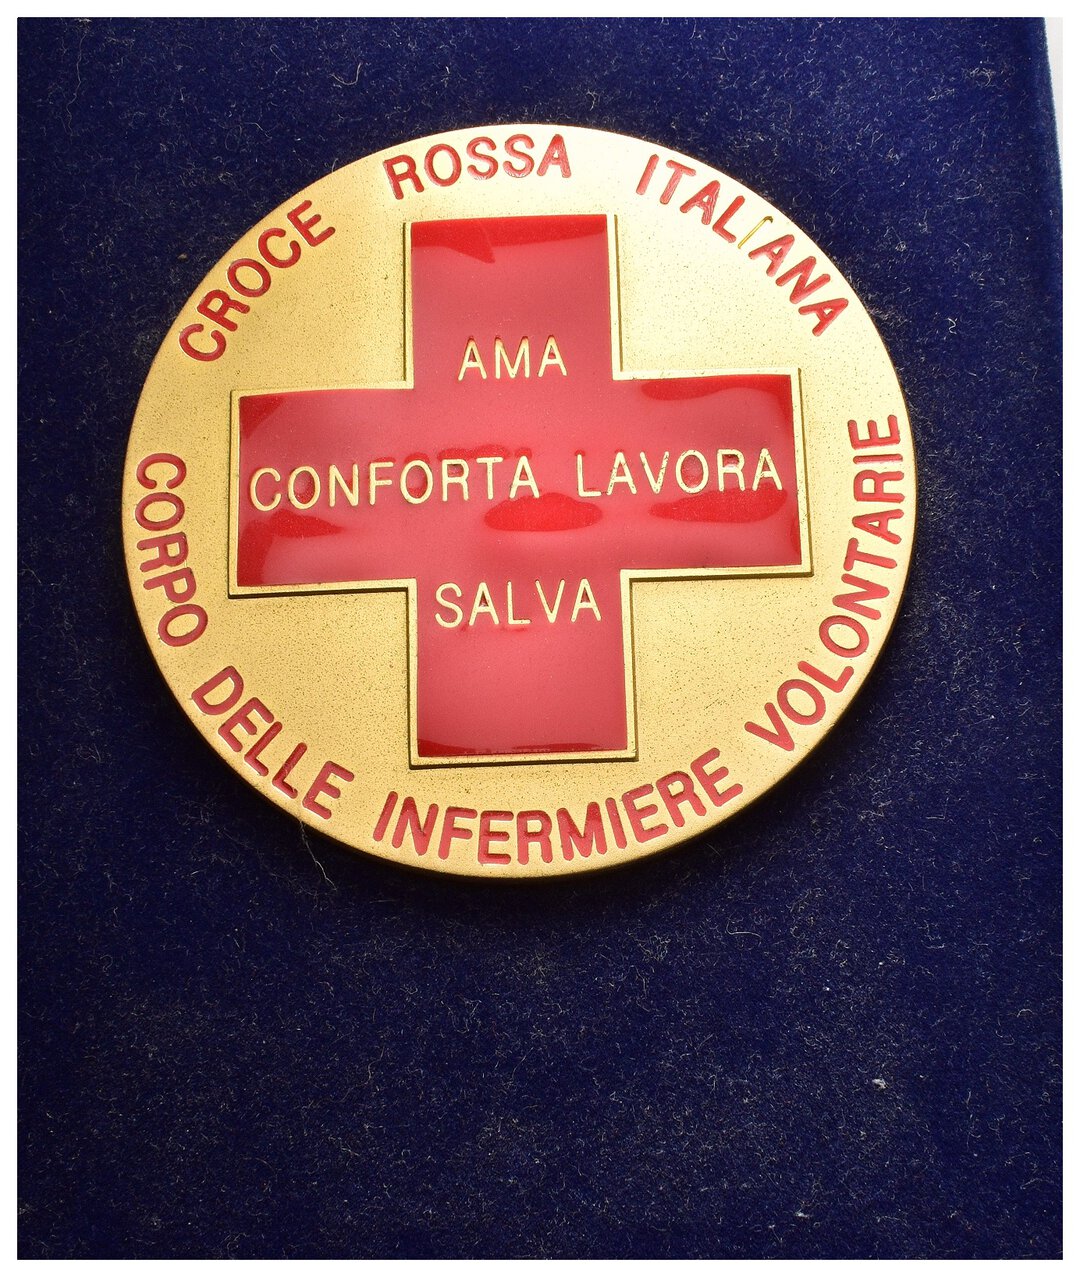 CROCE ROSSA ITALIANA
AMA
CONFORTA LAVORA
SALVA
CORPO DELLE INFERMIERE VOLONTARIE